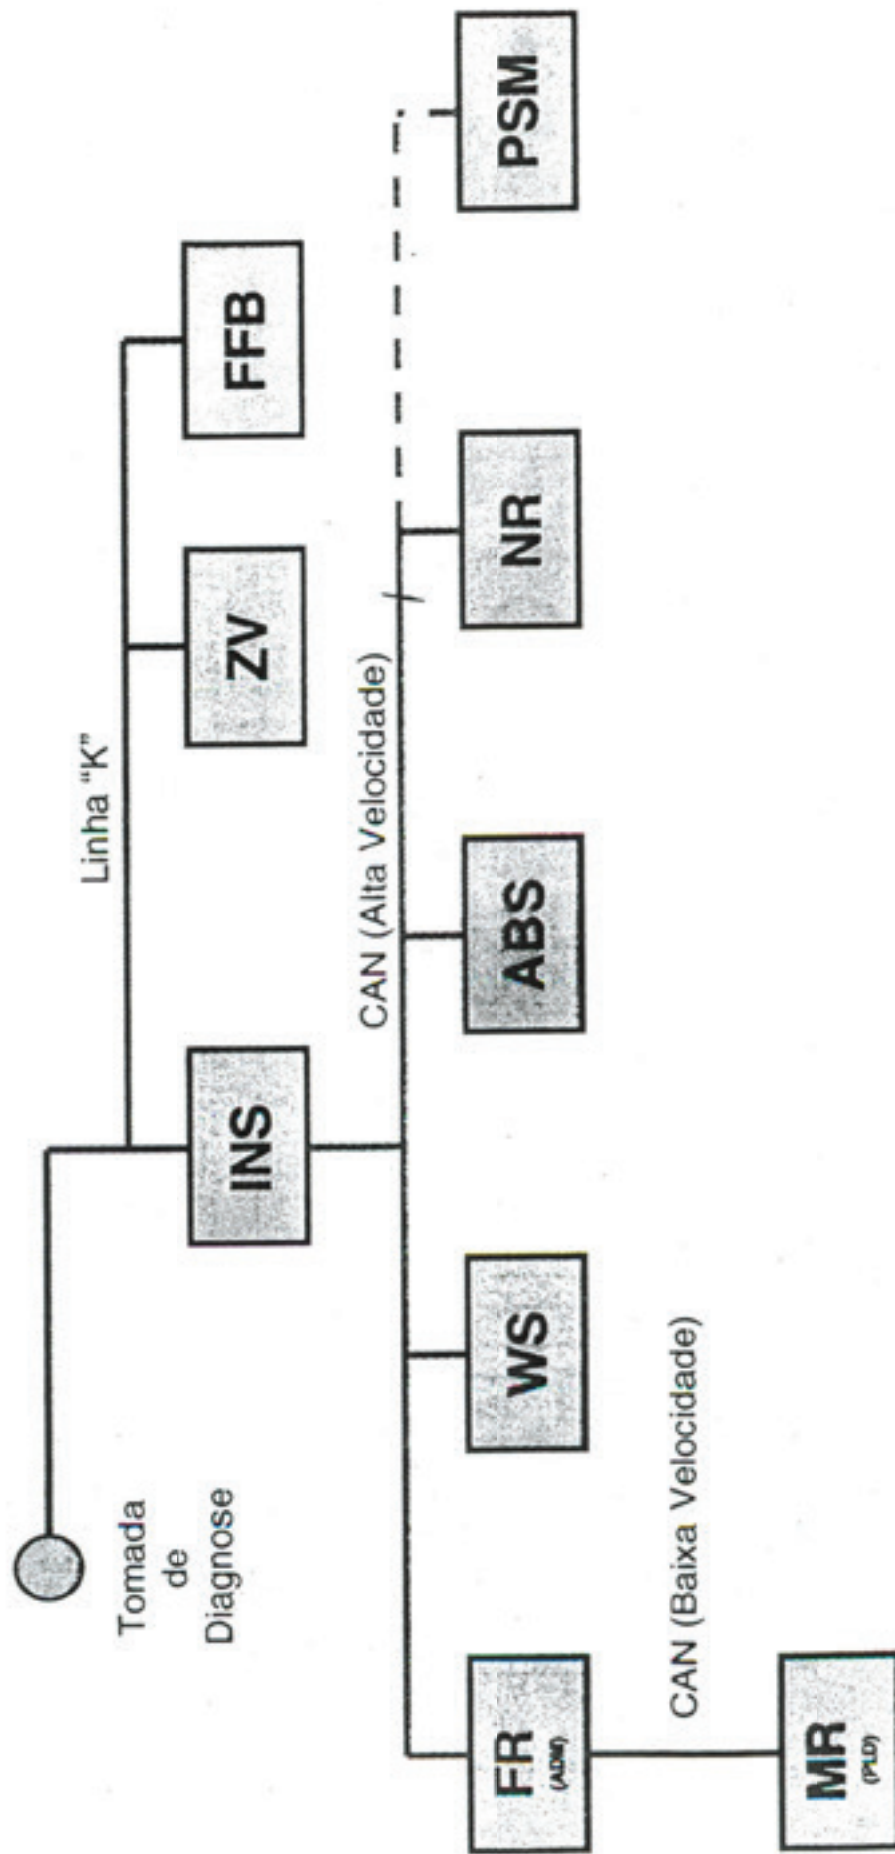 Tomada
de
Diagnose
Linha “K”
INS
ZV
FFB
CAN (Alta Velocidade)
FR
(ADM)
WS
ABS
NR
PSM
CAN (Baixa Velocidade)
MR
(PLD)